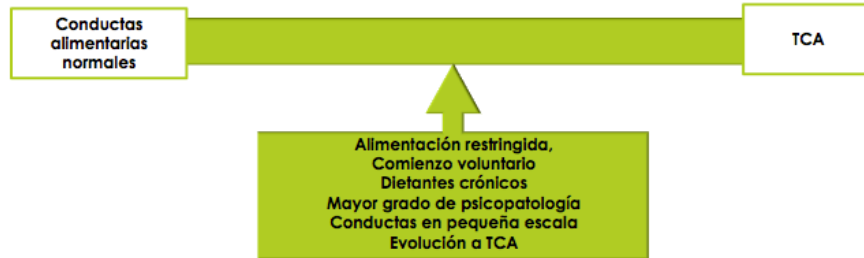 Conductas
alimentarias
normales
TCA
Alimentación restringida,
Comienzo voluntario
Dietantes crónicos
Mayor grado de psicopatología
Conductas en pequeña escala
Evolución a TCA